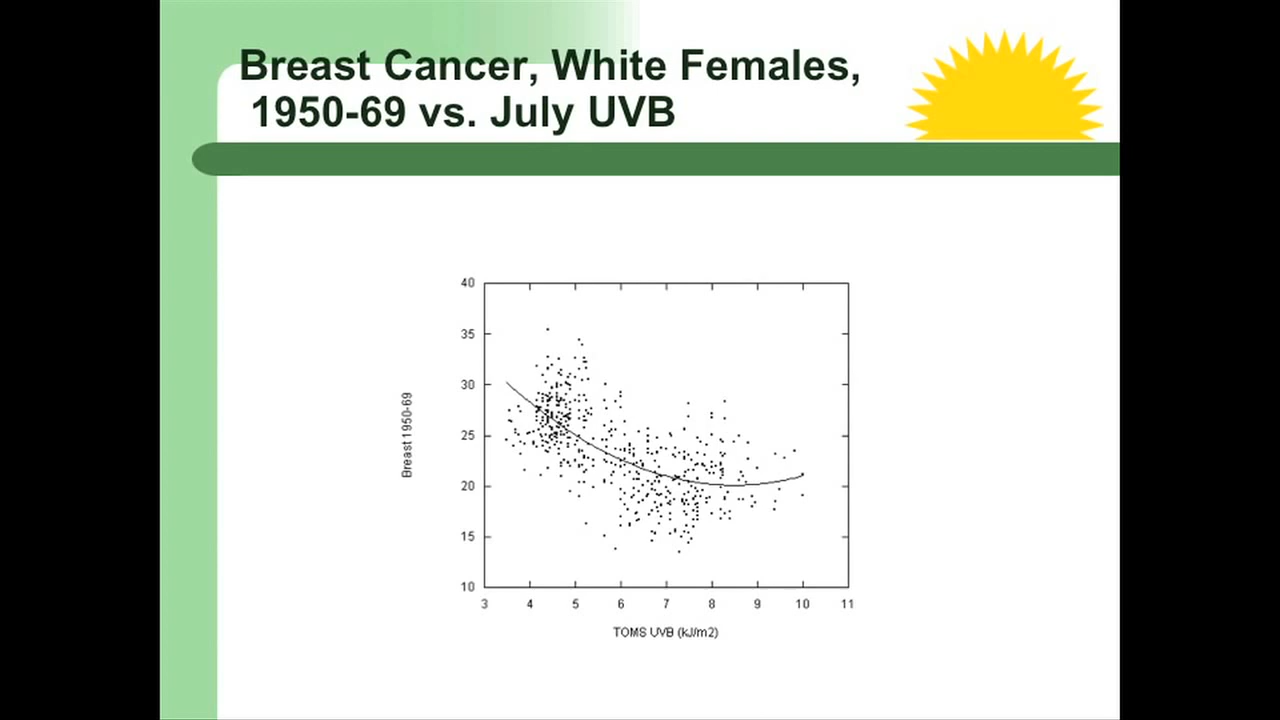 Breast Cancer, White Females,
1950-69 vs. July UVB
40
35
30
25
20
15
10
Breast 1950-69
3 4 5 6 7 8 9 10 11
TOMS UVB (kJ/m2)